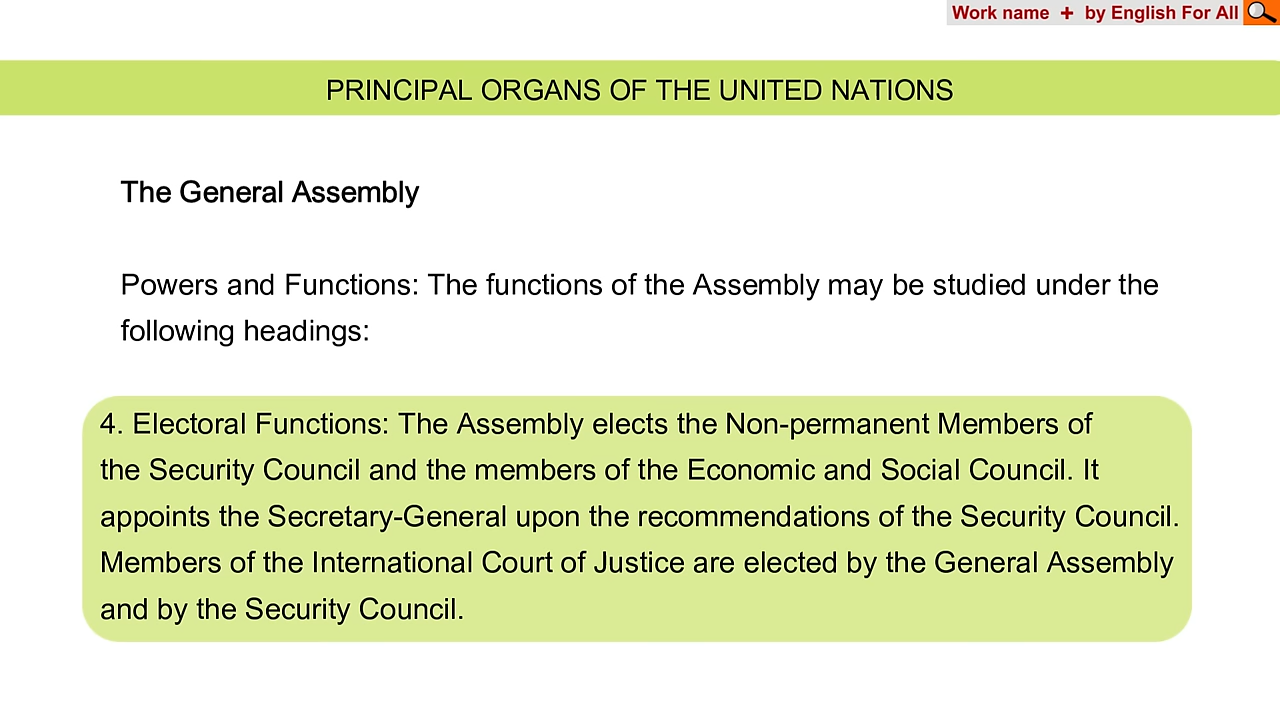 Work name + by English For All
PRINCIPAL ORGANS OF THE UNITED NATIONS
The General Assembly
Powers and Functions: The functions of the Assembly may be studied under the
following headings:
4. Electoral Functions: The Assembly elects the Non-permanent Members of
the Security Council and the members of the Economic and Social Council. It
appoints the Secretary-General upon the recommendations of the Security Council.
Members of the International Court of Justice are elected by the General Assembly
and by the Security Council.